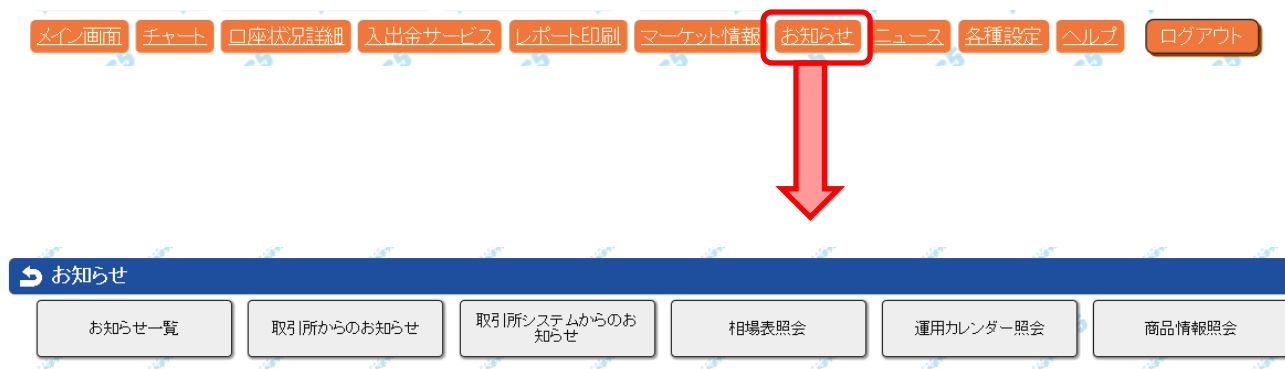 メイン画面 チャート 口座状況詳細 入出金サービス レポート印刷 マーケット情報 お知らせ ニュース 各種設定 ヘルプ ログアウト
お知らせ
お知らせ一覧 取引所からのお知らせ 取引所システムからのお知らせ 相場表照会 運用カレンダー照会 商品情報照会